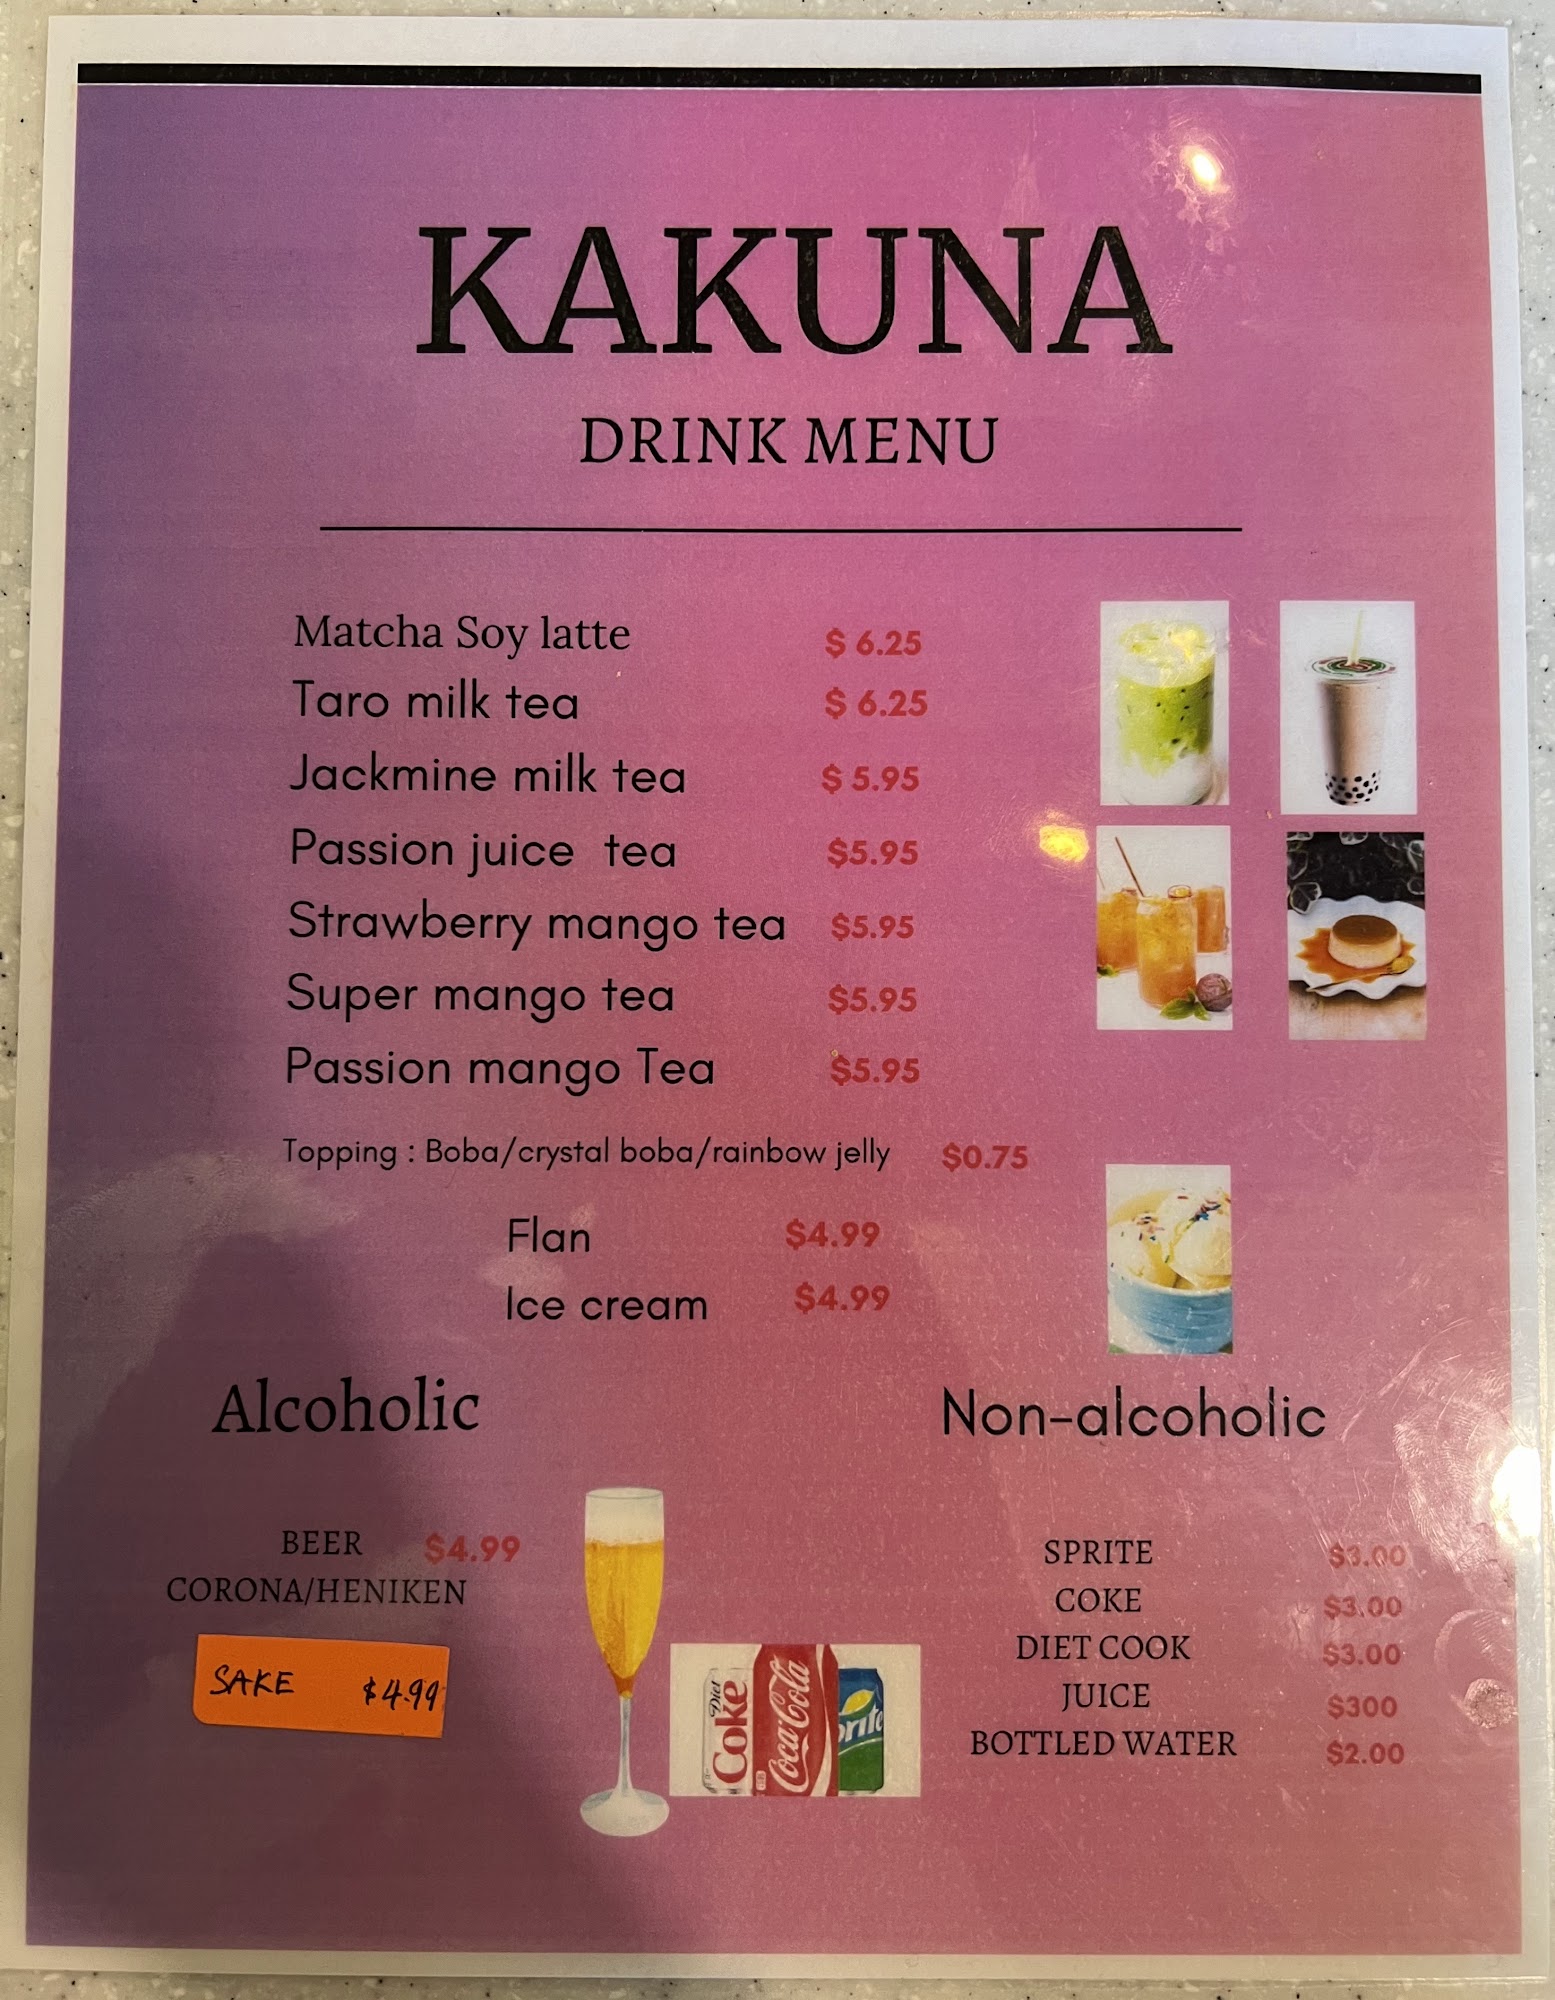 KAKUNA
DRINK MENU
Matcha Soy latte $ 6.25
Taro milk tea $ 6.25
Jackmine milk tea $ 5.95
Passion juice tea $5.95
Strawberry mango tea $5.95
Super mango tea $5.95
Passion mango Tea $5.95
Topping : Boba/crystal boba/rainbow jelly $0.75
Flan $4.99
Ice cream $4.99
Alcoholic
BEER $4.99
CORONA/HENIKEN
SAKE $4.99
Non-alcoholic
SPRITE $3.00
COKE $3.00
DIET COOK $3.00
JUICE $300
BOTTLED WATER $2.00
Diet
Coke
Coca-Cola
prite